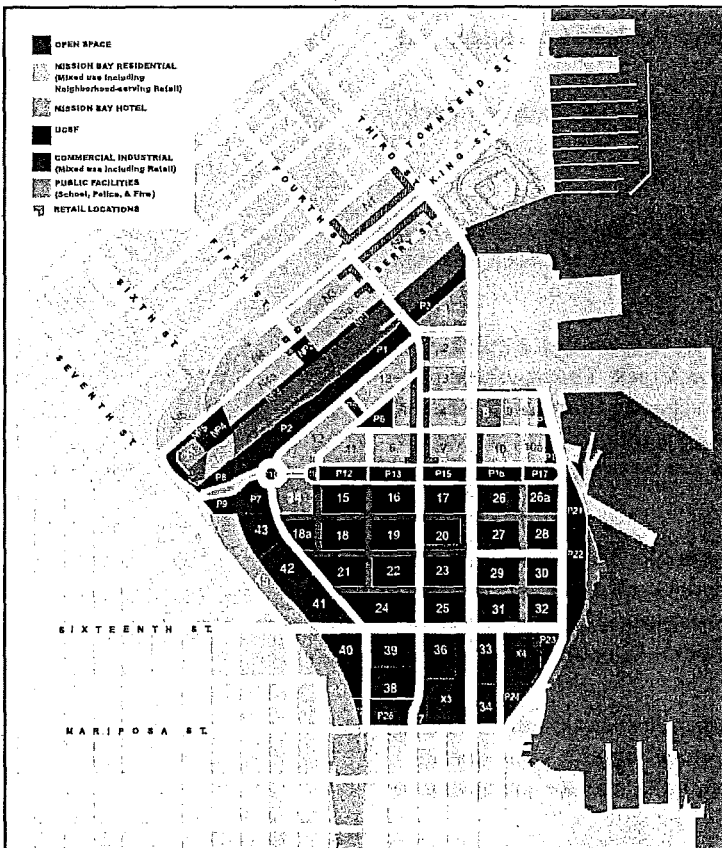 OPEN SPACE
MISSION BAY RESIDENTIAL
(Mixed use including
Neighborhood-serving Retail)
MISSION BAY HOTEL
UCSF
COMMERCIAL INDUSTRIAL
(Mixed use including Retail)
PUBLIC FACILITIES
(School, Police, & Fire)
RETAIL LOCATIONS
TOWNSEND ST.
THIRD
KING ST.
FOURTH
BERRY ST.
FIFTH ST.
SIXTH ST.
SEVENTH ST.
P3
P1
P2
P6
P8
P9
P7
P12
P13
P15
P16
P17
15
16
17
26
26a
P21
43
18a
18
19
20
27
28
P22
42
21
22
23
29
30
41
24
25
31
32
SIXTEENTH ST.
40
39
36
33
X4
P23
38
X3
34
P24
P26
7
MARIPOSA ST.